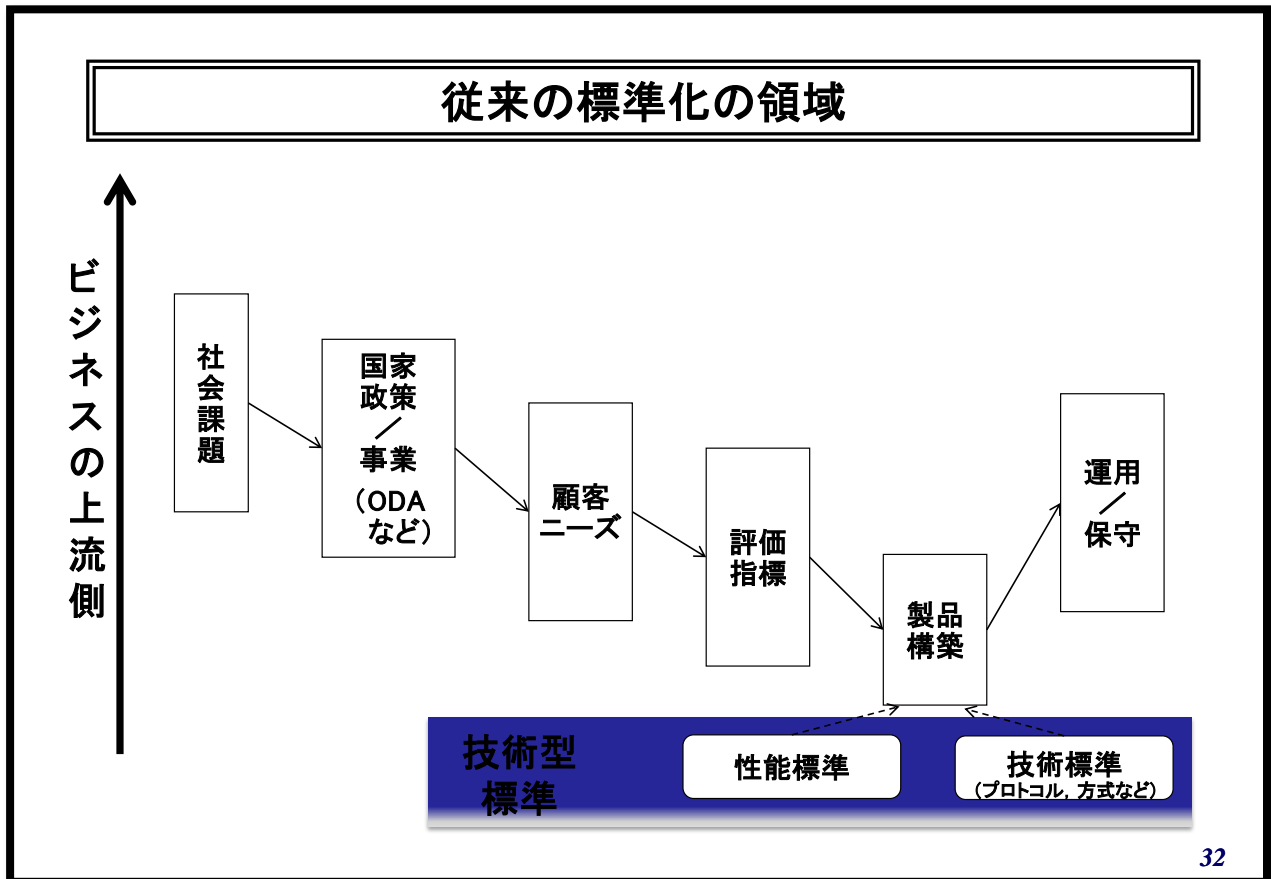 従来の標準化の領域
ビジネスの上流側
社会課題
国家
政策
／
事業
（ODA
など）
顧客
ニーズ
評価
指標
製品
構築
運用
／
保守
技術型
標準
性能標準
技術標準
（プロトコル，方式など）
32